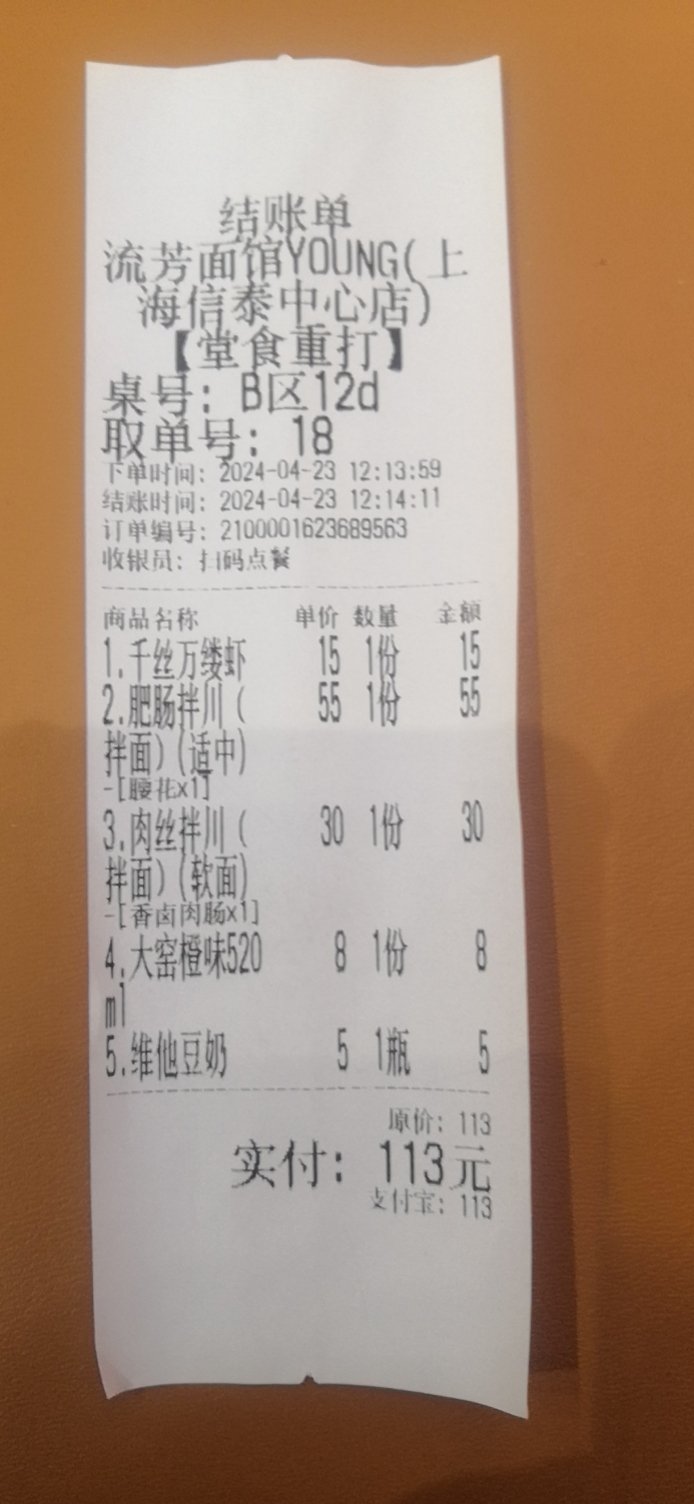 结账单
流芳面馆YOUNG(上
海信泰中心店)
【堂食重打】
桌号: B区12d
取单号: 18
下单时间: 2024-04-23 12:13:59
结账时间: 2024-04-23 12:14:11
订单编号: 2100001623689563
收银员: 扫码点餐
商品名称 单价 数量 金额
1.千丝万缕虾 15 1份 15
2.肥肠拌川( 55 1份 55
拌面)(适中)
-[腰花x1]
3.肉丝拌川( 30 1份 30
拌面)(软面)
-[香卤肉肠x1]
4.大窑橙味520 8 1份 8
ml
5.维他豆奶 5 1瓶 5
原价: 113
实付: 113元
支付宝: 113